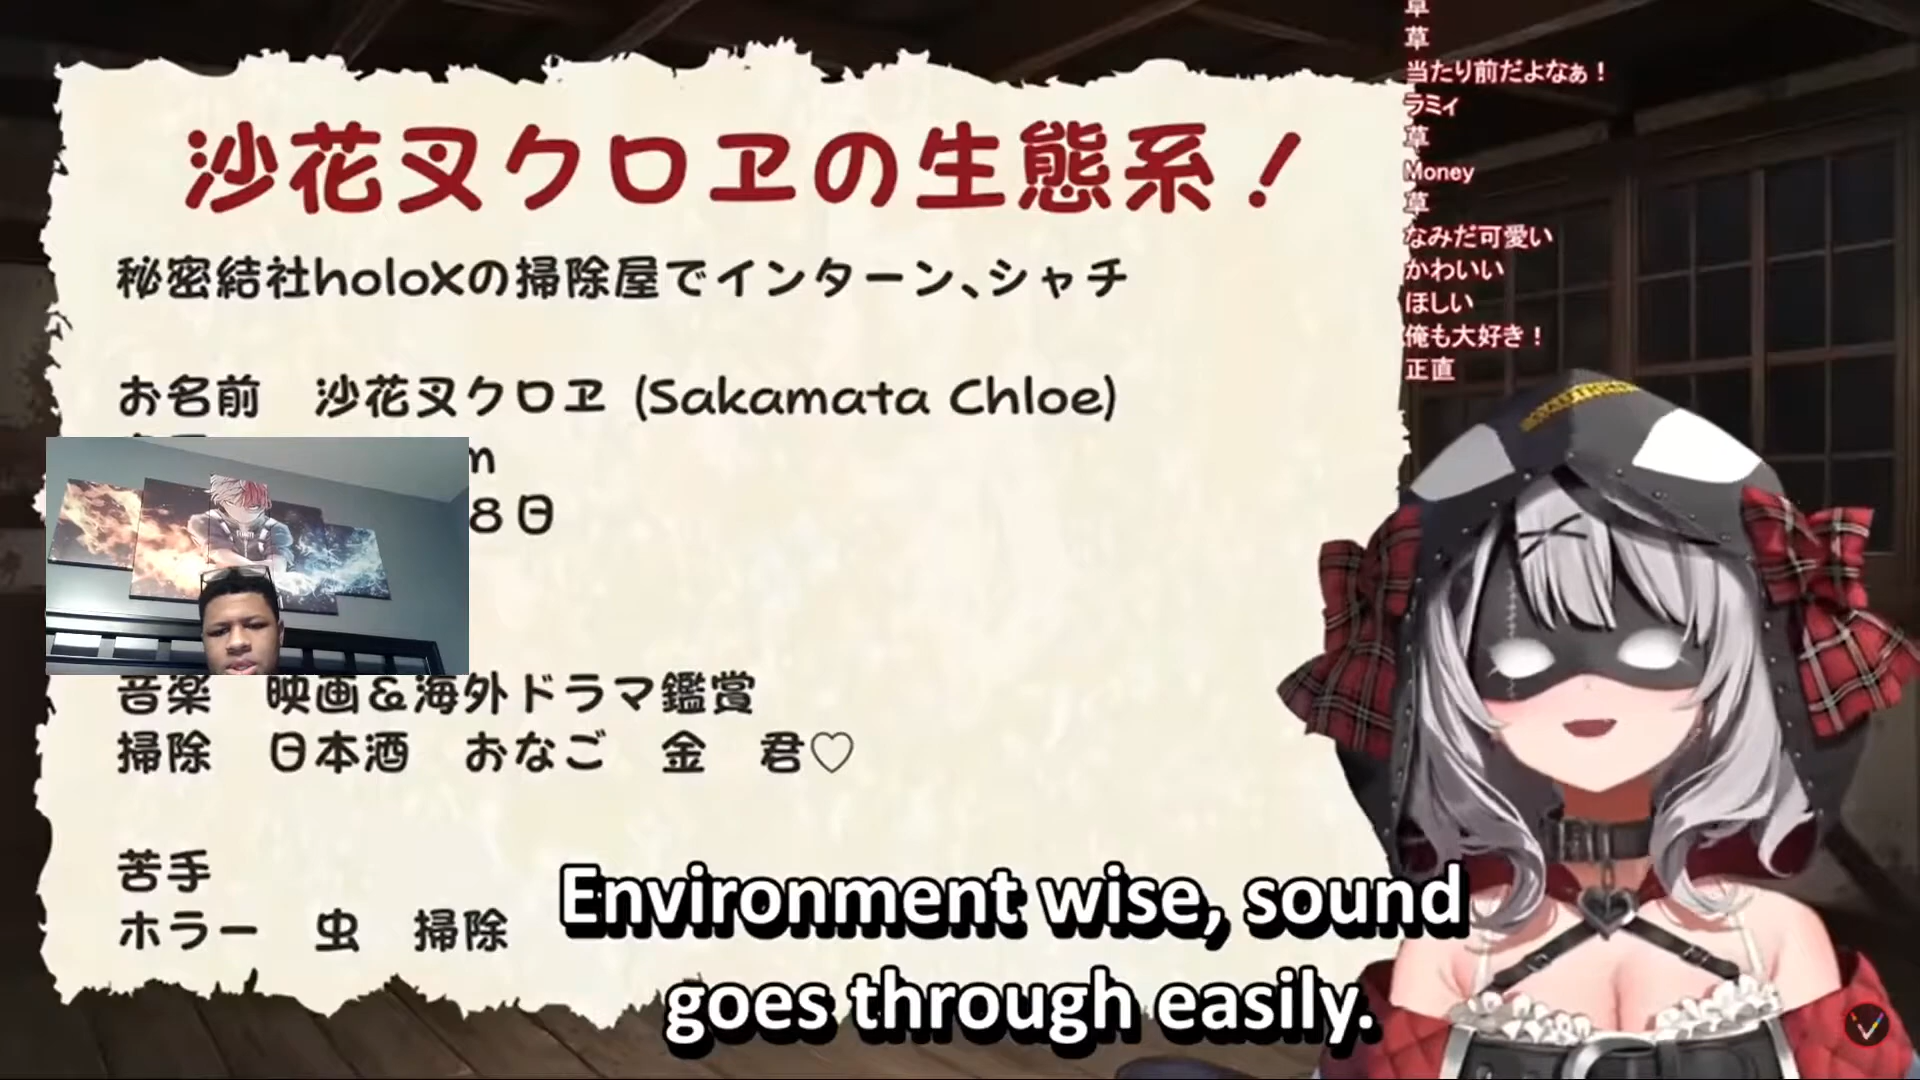 沙花叉クロヱの生態系！
秘密結社holoXの掃除屋でインターン、シャチ
お名前　沙花叉クロヱ (Sakamata Chloe)
m
8日
音楽　映画&海外ドラマ鑑賞
掃除　日本酒　おなご　金　君♡
苦手
ホラー　虫　掃除
草
草
当たり前だよなぁ！
ラミィ
草
Money
草
なみだ可愛い
かわいい
ほしい
俺も大好き！
正直
Environment wise, sound
goes through easily.